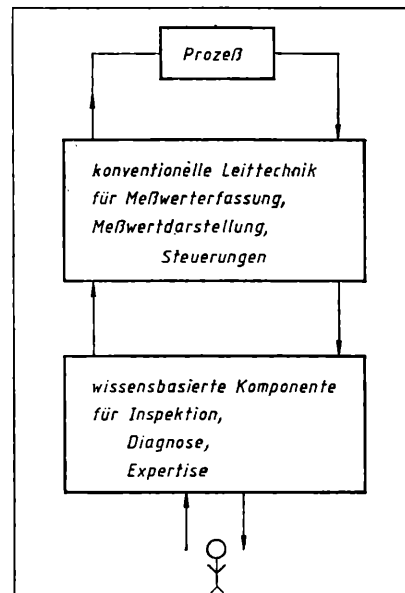 Prozeß
konventionelle Leittechnik
für Meßwerterfassung,
Meßwertdarstellung,
Steuerungen
wissensbasierte Komponente
für Inspektion,
Diagnose,
Expertise